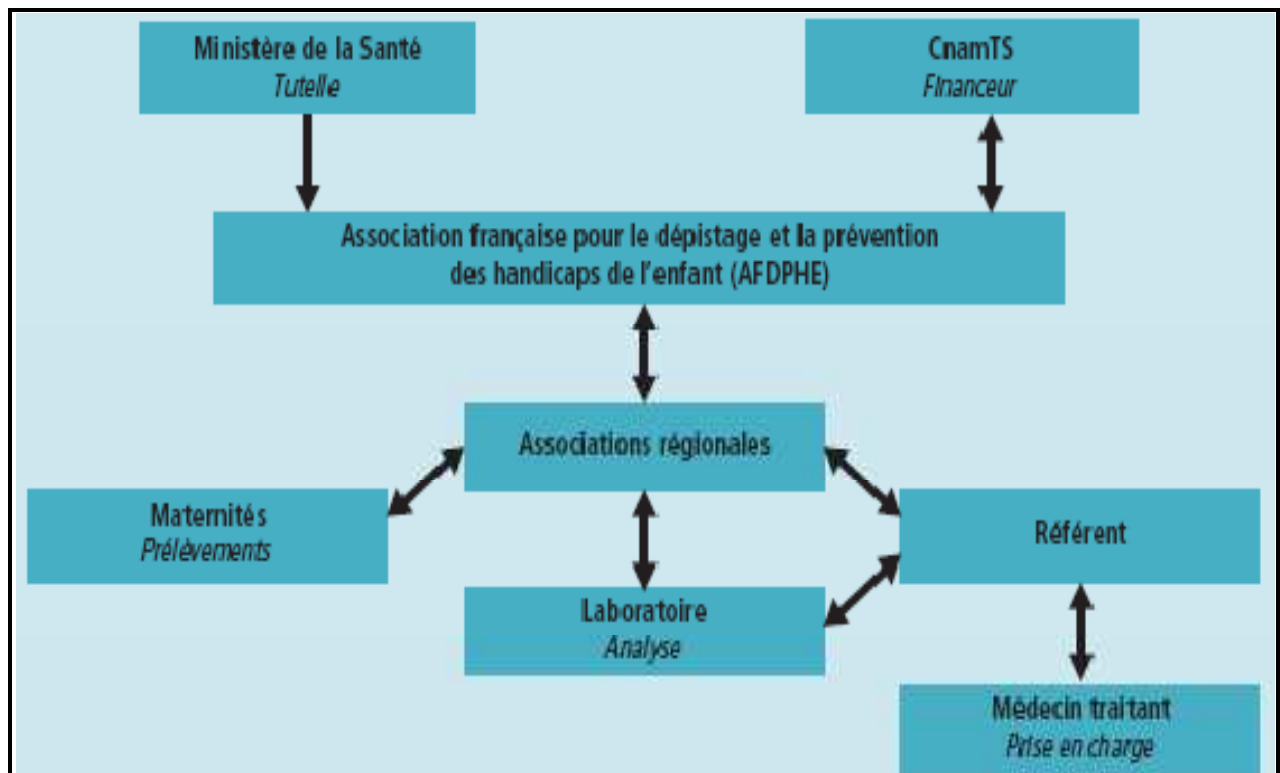 Ministère de la Santé
Tutelle
CnamTS
Financeur
Association française pour le dépistage et la prévention
des handicaps de l'enfant (AFDPHE)
Associations régionales
Maternités
Prélèvements
Référent
Laboratoire
Analyse
Médecin traitant
Prise en charge